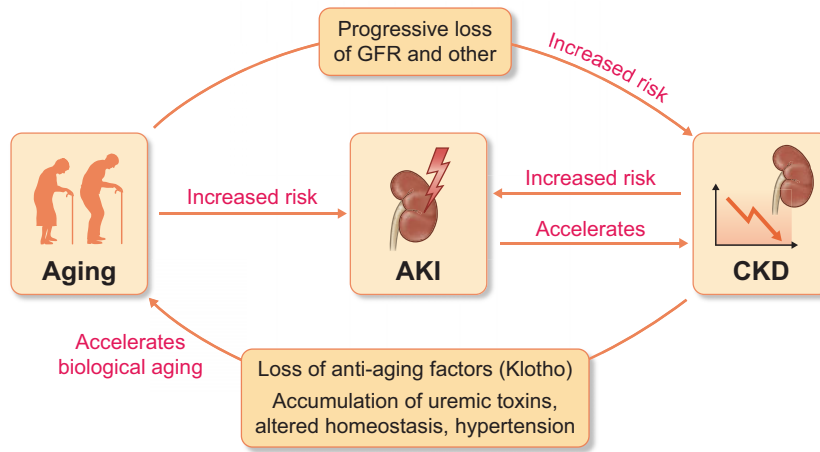 Progressive loss
of GFR and other
Increased risk
Increased risk
Increased risk
Accelerates
Aging
AKI
CKD
Accelerates
biological aging
Loss of anti-aging factors (Klotho)
Accumulation of uremic toxins,
altered homeostasis, hypertension